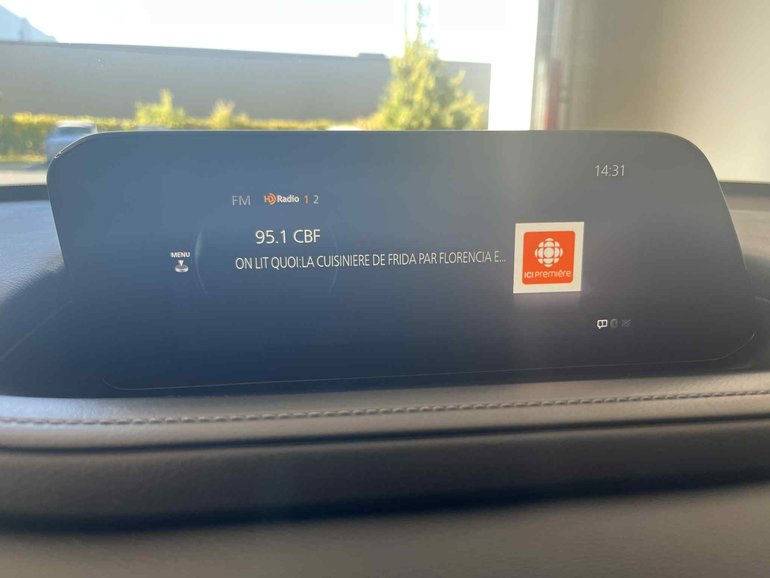 14:31
FM HD Radio 1 2
95.1 CBF
MENU
ON LIT QUOI:LA CUISINIERE DE FRIDA PAR FLORENCIA E...
ICI PREMIÈRE